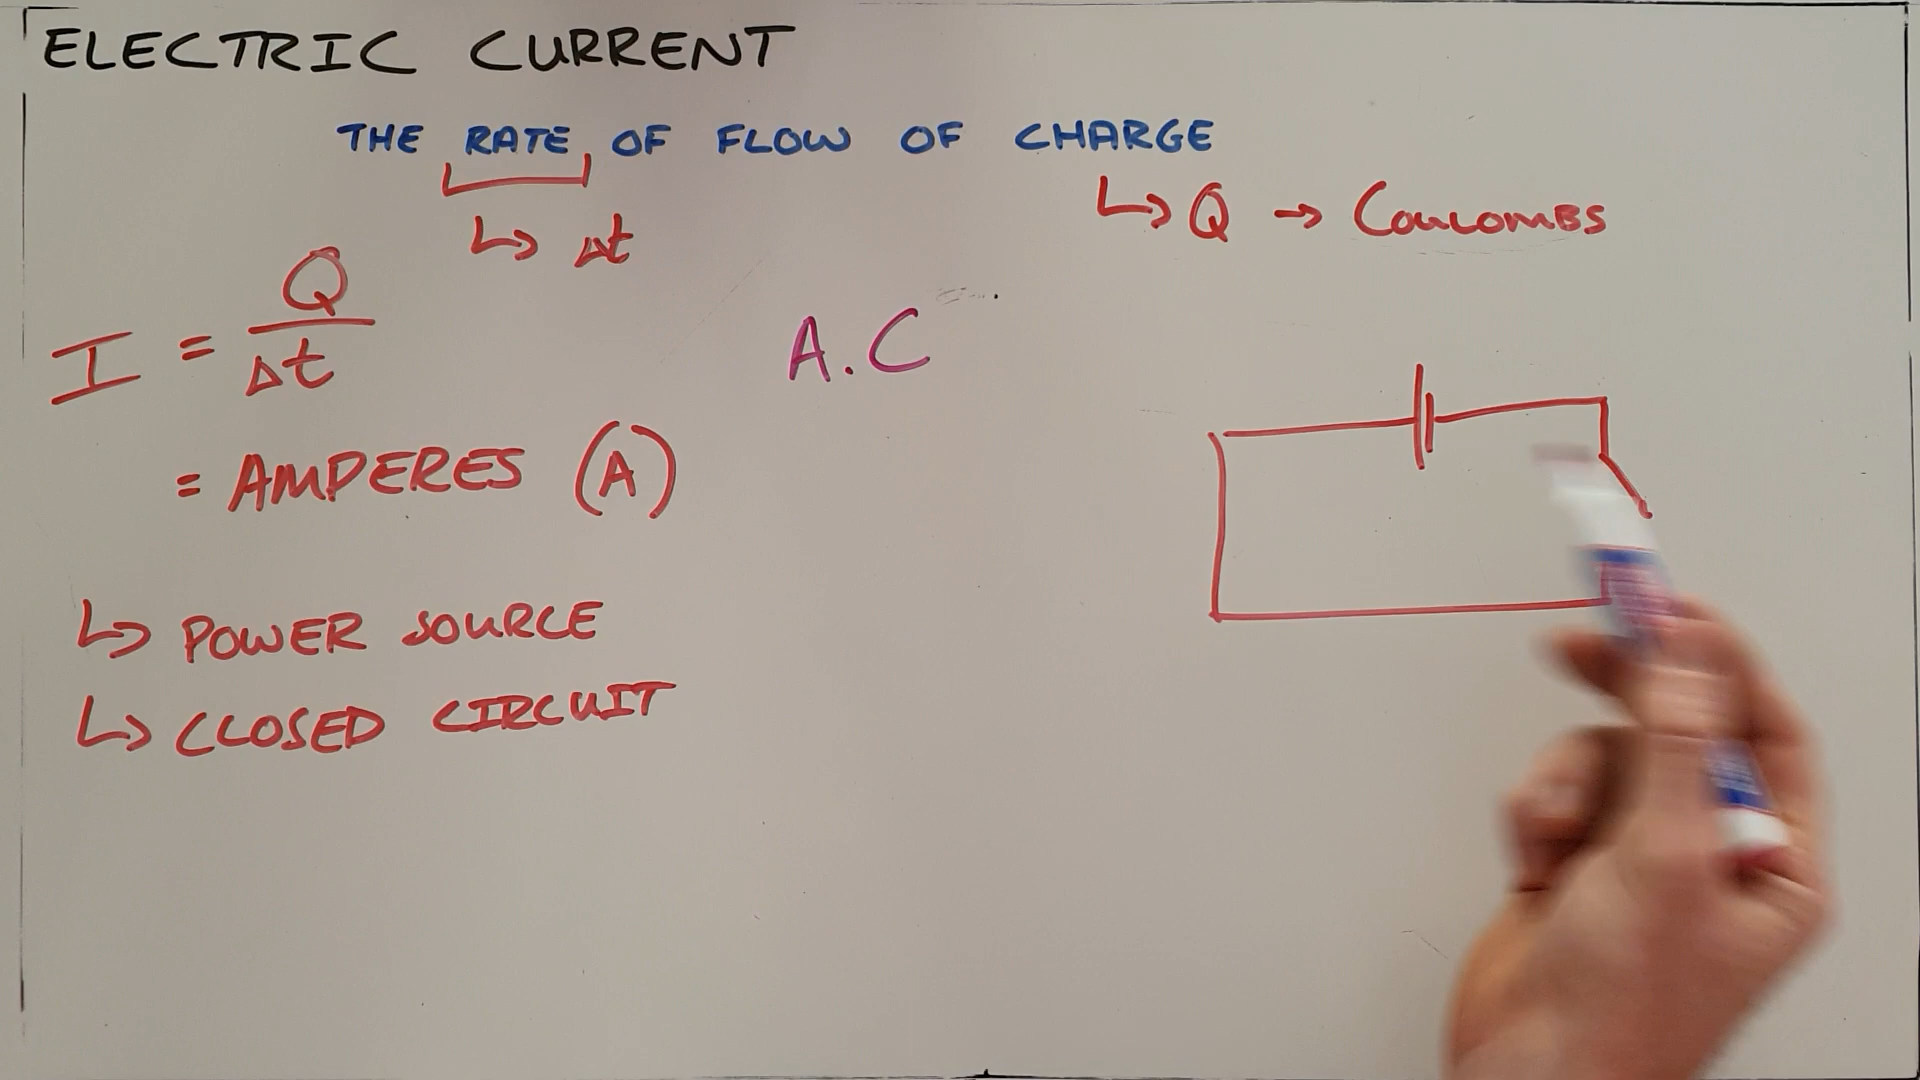 ELECTRIC CURRENT
THE RATE OF FLOW OF CHARGE
↳ Δt
↳ Q → COULOMBS
I = Q/Δt
A.C
= AMPERES (A)
↳ POWER SOURCE
↳ CLOSED CIRCUIT